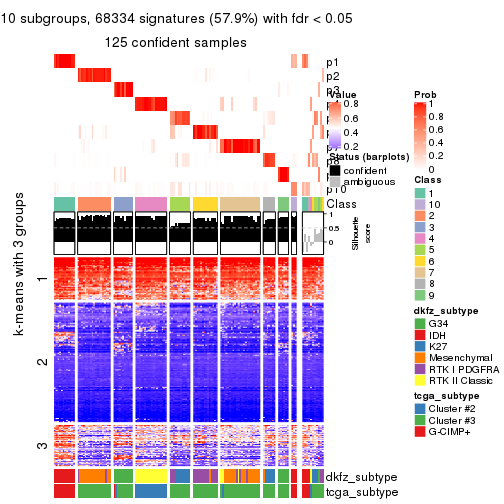 10 subgroups, 68334 signatures (57.9%) with fdr < 0.05
125 confident samples
p1
p2
p3
p10
Class
1
0.5
0
Silhouette
score
k-means with 3 groups
1
2
3
dkfz_subtype
tcga_subtype
Value
0.8
0.6
0.4
0.2
Status (barplots)
confident
ambiguous
Prob
1
0.8
0.6
0.4
0.2
0
Class
1
10
2
3
4
5
6
7
8
9
dkfz_subtype
G34
IDH
K27
Mesenchymal
RTK I PDGFRA
RTK II Classic
tcga_subtype
Cluster #2
Cluster #3
G-CIMP+